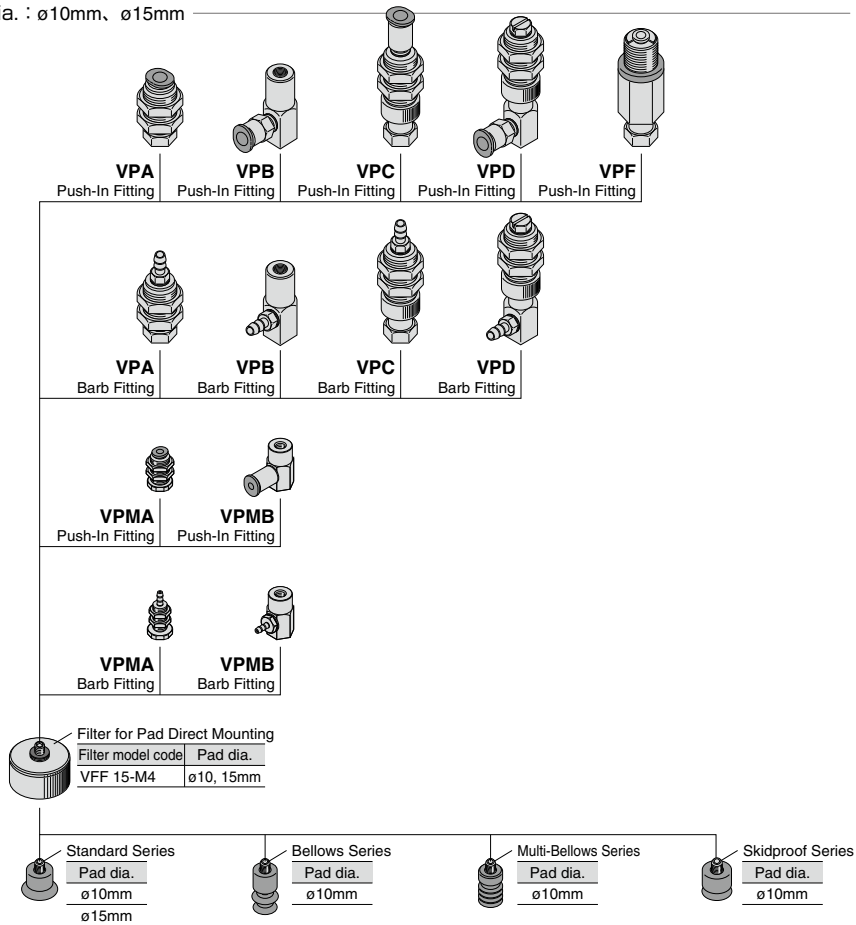 ia.：ø10mm、ø15mm
VPA VPB VPC VPD VPF
Push-In Fitting Push-In Fitting Push-In Fitting Push-In Fitting Push-In Fitting
VPA VPB VPC VPD
Barb Fitting Barb Fitting Barb Fitting Barb Fitting
VPMA VPMB
Push-In Fitting Push-In Fitting
VPMA VPMB
Barb Fitting Barb Fitting
Filter for Pad Direct Mounting
Filter model code Pad dia.
VFF 15-M4 ø10, 15mm
Standard Series
Pad dia.
ø10mm
ø15mm
Bellows Series
Pad dia.
ø10mm
Multi-Bellows Series
Pad dia.
ø10mm
Skidproof Series
Pad dia.
ø10mm